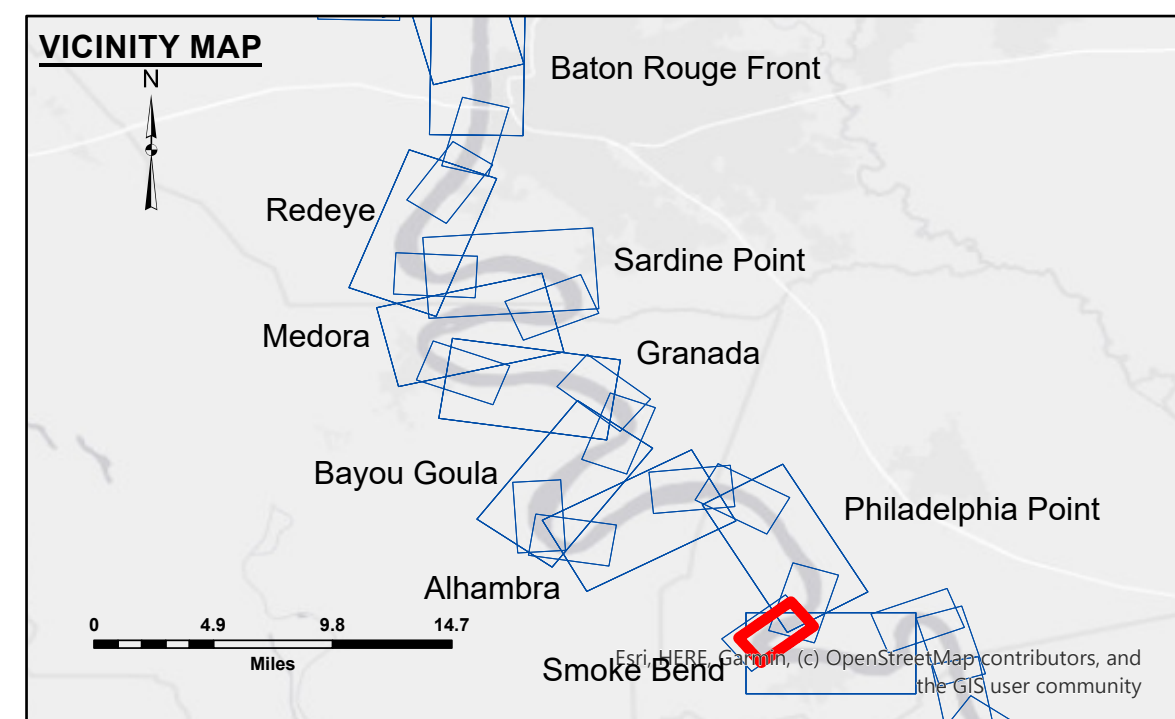 VICINITY MAP
N
Baton Rouge Front
Redeye
Sardine Point
Medora
Granada
Bayou Goula
Philadelphia Point
Alhambra
0 4.9 9.8 14.7
Miles
Smoke Bend
Esri, HERE, Garmin, (c) OpenStreetMap contributors, and
the GIS user community